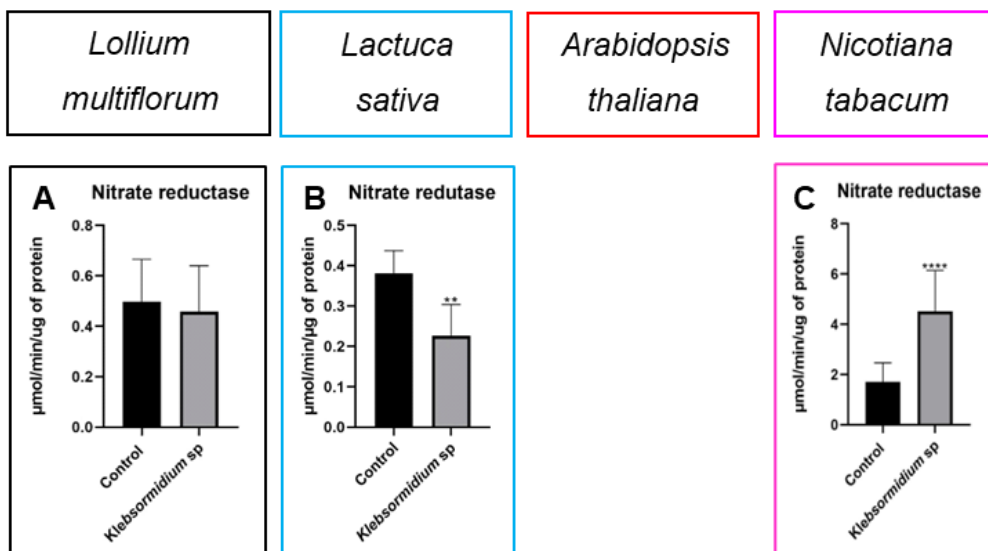 Lollium
multiflorum
Lactuca
sativa
Arabidopsis
thaliana
Nicotiana
tabacum
A
Nitrate reductase
µmol/min/ug of protein
0.8
0.6
0.4
0.2
0.0
Control
Klebsormidium sp
B
Nitrate redutase
µmol/min/µg of protein
0.5
0.4
0.3
0.2
0.1
0.0
**
Control
Klebsormidium sp
C
Nitrate reductase
µmol/min/ug of protein
8
6
4
2
0
****
Control
Klebsormidium sp